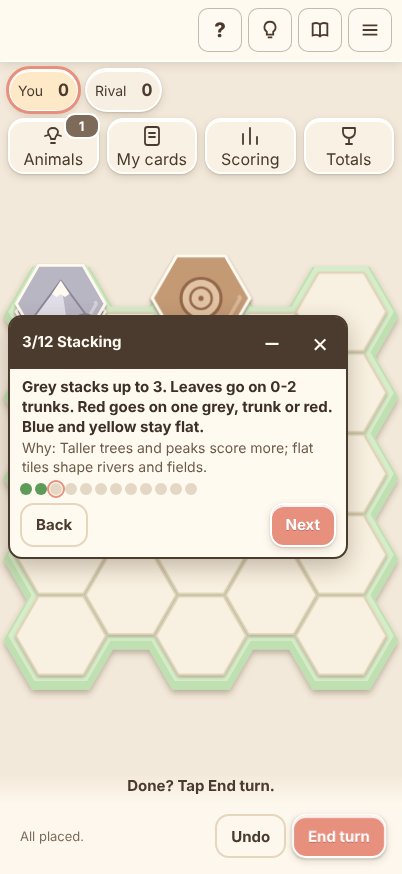 ?
You 0 Rival 0
1
Animals My cards Scoring Totals
3/12 Stacking
Grey stacks up to 3. Leaves go on 0-2
trunks. Red goes on one grey, trunk or red.
Blue and yellow stay flat.
Why: Taller trees and peaks score more; flat
tiles shape rivers and fields.
Back Next
Done? Tap End turn.
All placed. Undo End turn